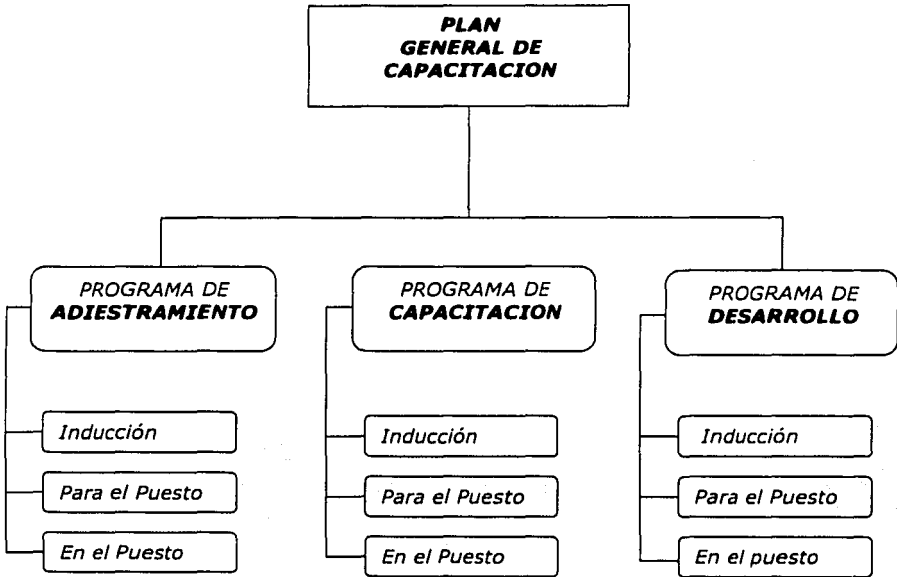 PLAN
GENERAL DE
CAPACITACION
PROGRAMA DE
ADIESTRAMIENTO
Inducción
Para el Puesto
En el Puesto
PROGRAMA DE
CAPACITACION
Inducción
Para el Puesto
En el Puesto
PROGRAMA DE
DESARROLLO
Inducción
Para el Puesto
En el puesto